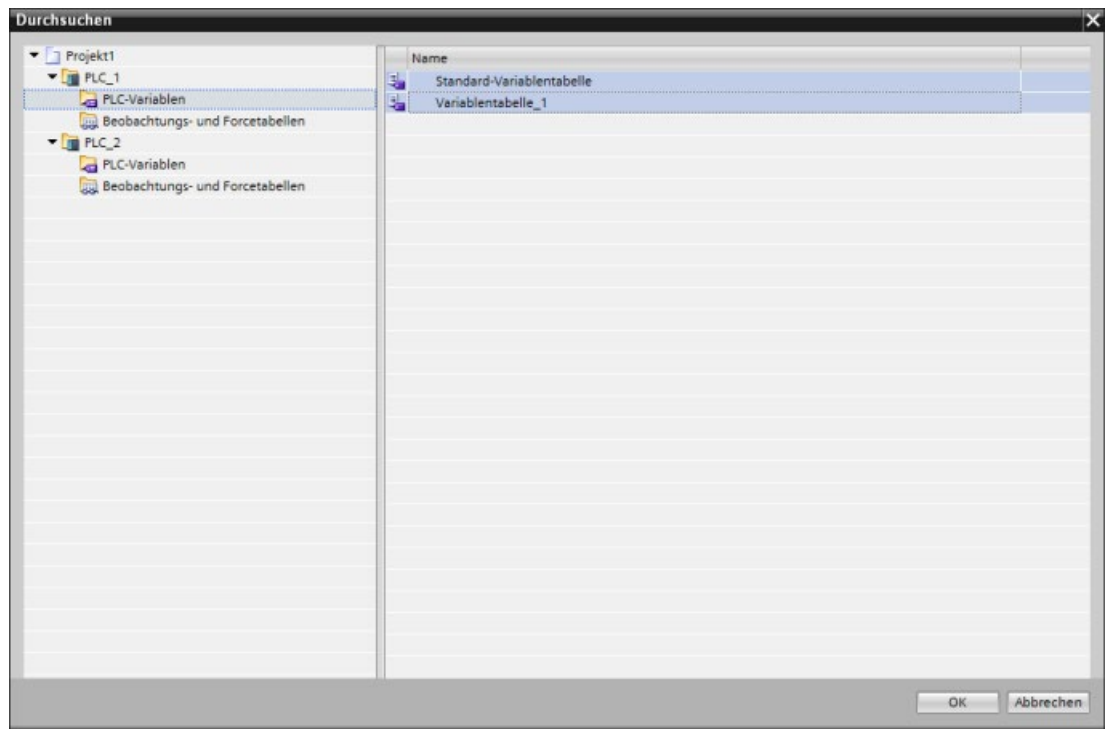 Durchsuchen
Projekt1
PLC_1
PLC-Variablen
Beobachtungs- und Forcetabellen
PLC_2
PLC-Variablen
Beobachtungs- und Forcetabellen
Name
Standard-Variablentabelle
Variablentabelle_1
OK
Abbrechen